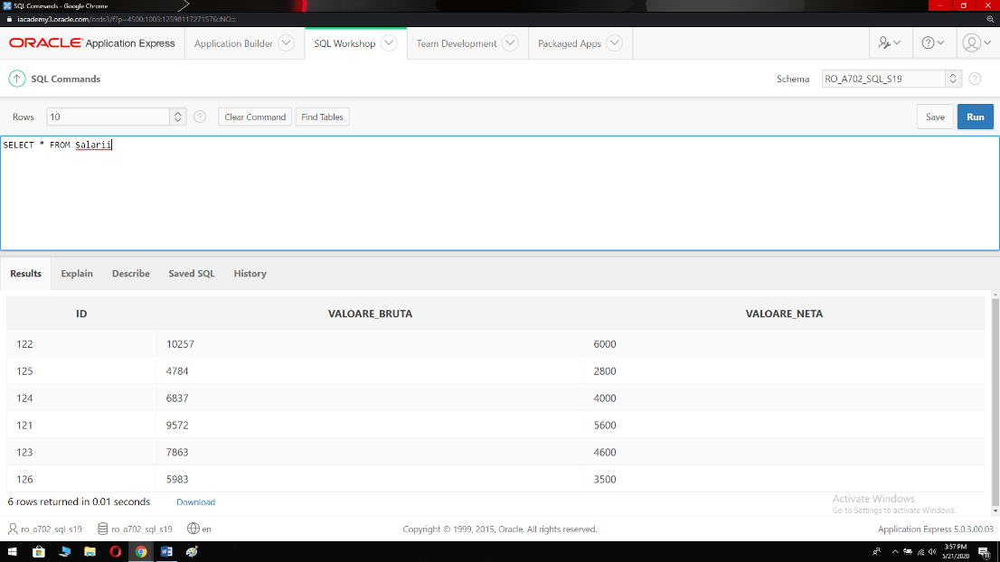 SQL Commands - Google Chrome
iacademy3.oracle.com/ords3/f?p=4500:1003:12598117271576::NO:::
ORACLE Application Express Application Builder SQL Workshop Team Development Packaged Apps
SQL Commands Schema RO_A702_SQL_S19
Rows 10 Clear Command Find Tables Save Run
SELECT * FROM Salarii
Results Explain Describe Saved SQL History
ID VALOARE_BRUTA VALOARE_NETA
122 10257 6000
125 4784 2800
124 6837 4000
121 9572 5600
123 7863 4600
126 5983 3500
6 rows returned in 0.01 seconds Download
Activate Windows
Go to Settings to activate Windows.
ro_a702_sql_s19 ro_a702_sql_s19 en Copyright © 1999, 2015, Oracle. All rights reserved. Application Express 5.0.3.00.03
3:57 PM
5/21/2020